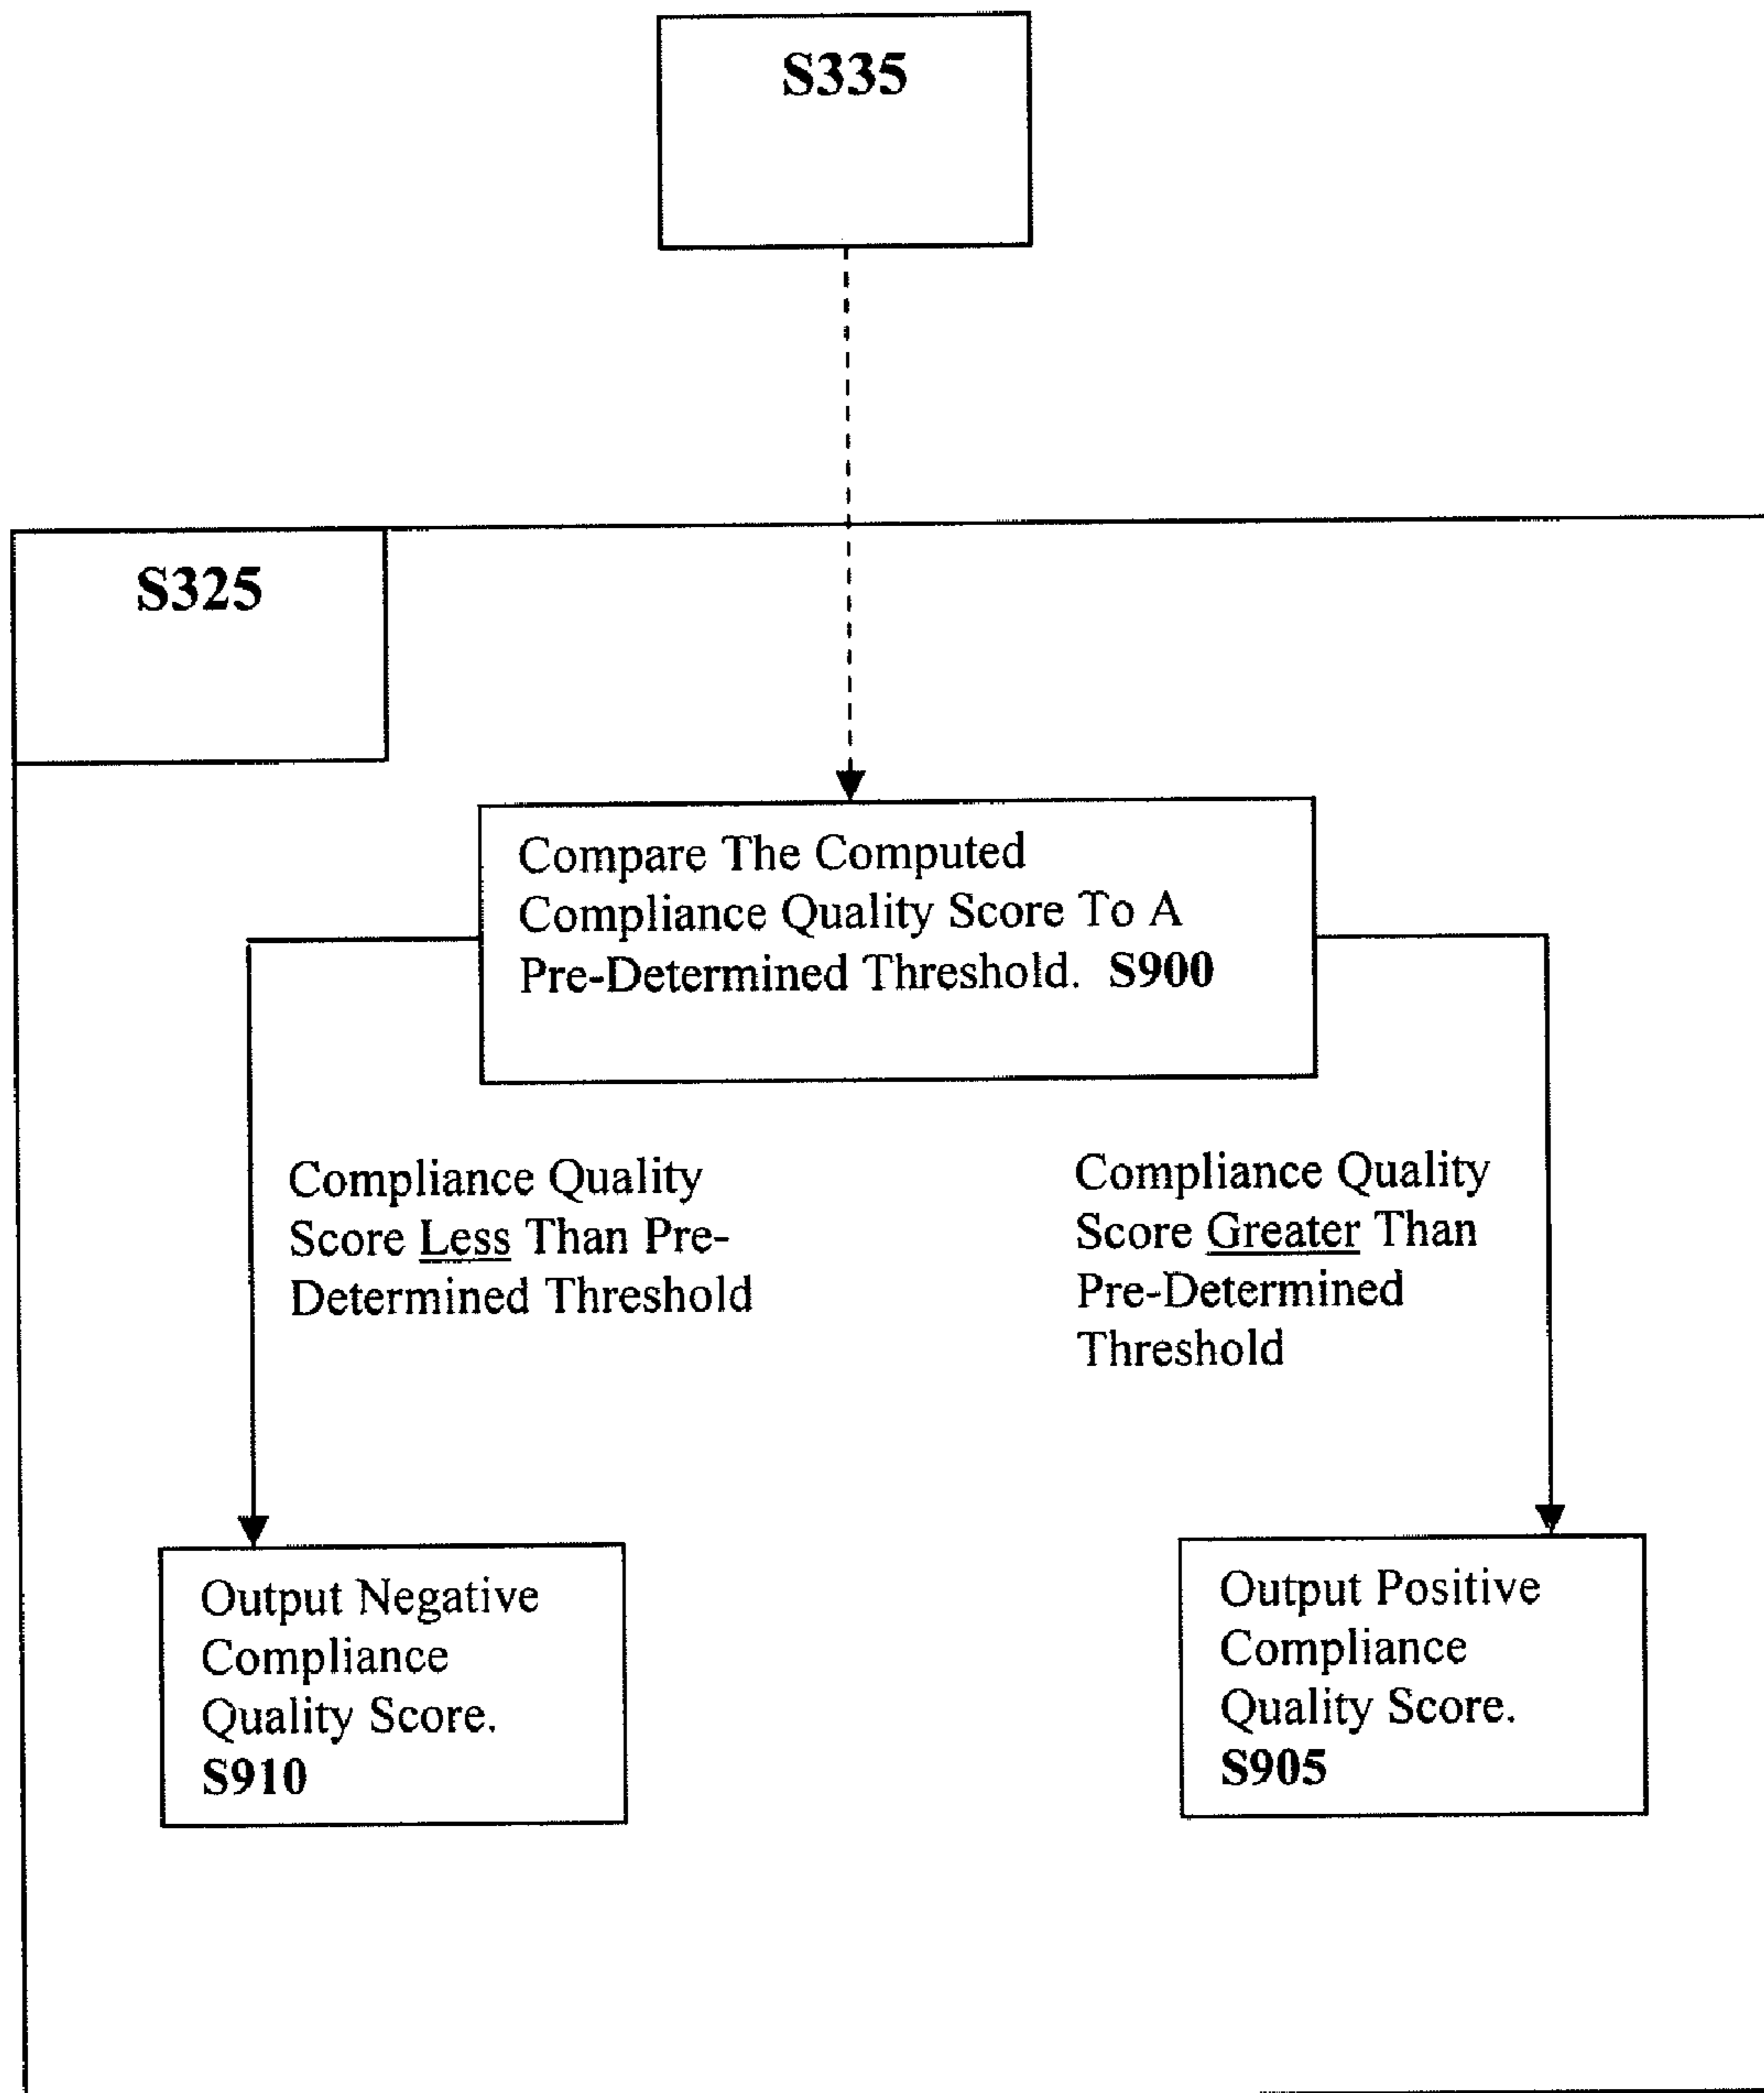 S335
S325
Compare The Computed
Compliance Quality Score To A
Pre-Determined Threshold. S900
Compliance Quality
Score Less Than Pre-
Determined Threshold
Compliance Quality
Score Greater Than
Pre-Determined
Threshold
Output Negative
Compliance
Quality Score.
S910
Output Positive
Compliance
Quality Score.
S905